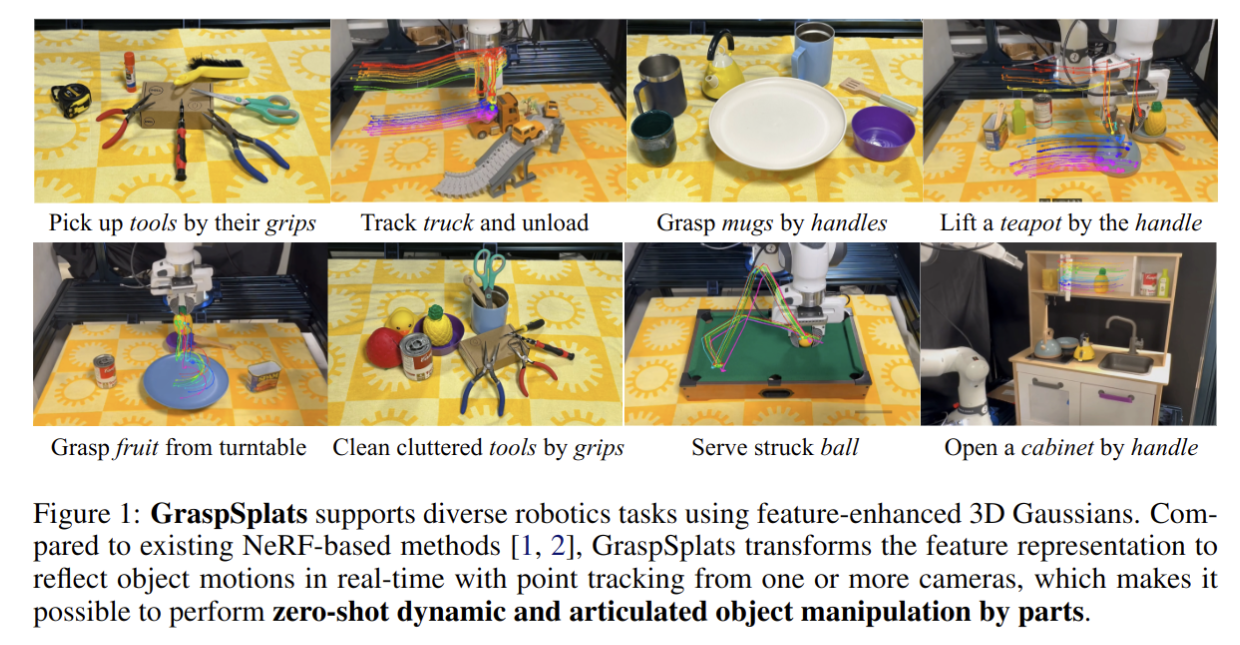 Pick up tools by their grips
Track truck and unload
Grasp mugs by handles
Lift a teapot by the handle
Grasp fruit from turntable
Clean cluttered tools by grips
Serve struck ball
Open a cabinet by handle
Figure 1: GraspSplats supports diverse robotics tasks using feature-enhanced 3D Gaussians. Com-
pared to existing NeRF-based methods [1, 2], GraspSplats transforms the feature representation to
reflect object motions in real-time with point tracking from one or more cameras, which makes it
possible to perform zero-shot dynamic and articulated object manipulation by parts.